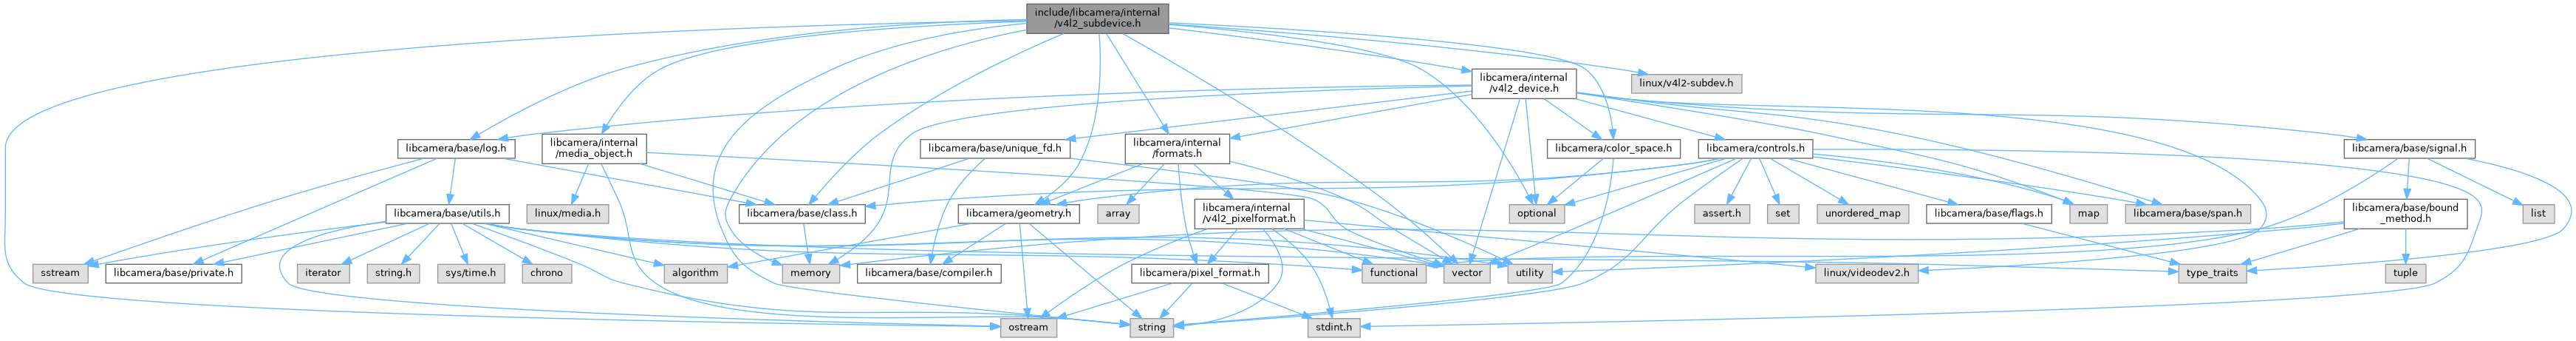 include/libcamera/internal
/v4l2_subdevice.h
libcamera/internal
/v4l2_device.h
linux/v4l2-subdev.h
libcamera/base/log.h
libcamera/internal
/media_object.h
libcamera/base/unique_fd.h
libcamera/internal
/formats.h
libcamera/color_space.h
libcamera/controls.h
libcamera/base/signal.h
linux/media.h
libcamera/base/utils.h
libcamera/base/class.h
libcamera/geometry.h
array
libcamera/internal
/v4l2_pixelformat.h
optional
assert.h
set
unordered_map
libcamera/base/flags.h
map
libcamera/base/span.h
libcamera/base/bound
_method.h
list
sstream
libcamera/base/private.h
iterator
string.h
sys/time.h
chrono
algorithm
memory
libcamera/base/compiler.h
libcamera/pixel_format.h
functional
vector
utility
linux/videodev2.h
type_traits
tuple
ostream
string
stdint.h